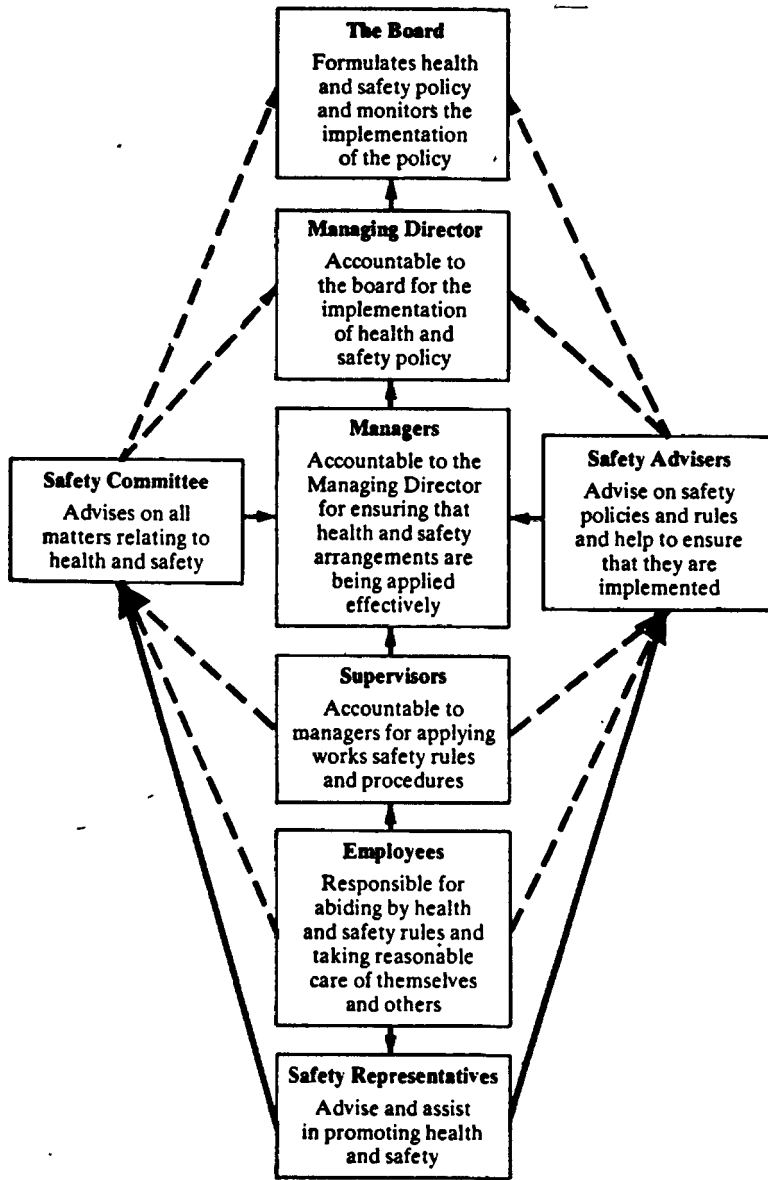 The Board
Formulates health
and safety policy
and monitors the
implementation
of the policy
Managing Director
Accountable to
the board for the
implementation
of health and
safety policy
Managers
Accountable to the
Managing Director
for ensuring that
health and safety
arrangements are
being applied
effectively
Safety Committee
Advises on all
matters relating to
health and safety
Safety Advisers
Advise on safety
policies and rules
and help to ensure
that they are
implemented
Supervisors
Accountable to
managers for applying
works safety rules
and procedures
Employees
Responsible for
abiding by health
and safety rules and
taking reasonable
care of themselves
and others
Safety Representatives
Advise and assist
in promoting health
and safety